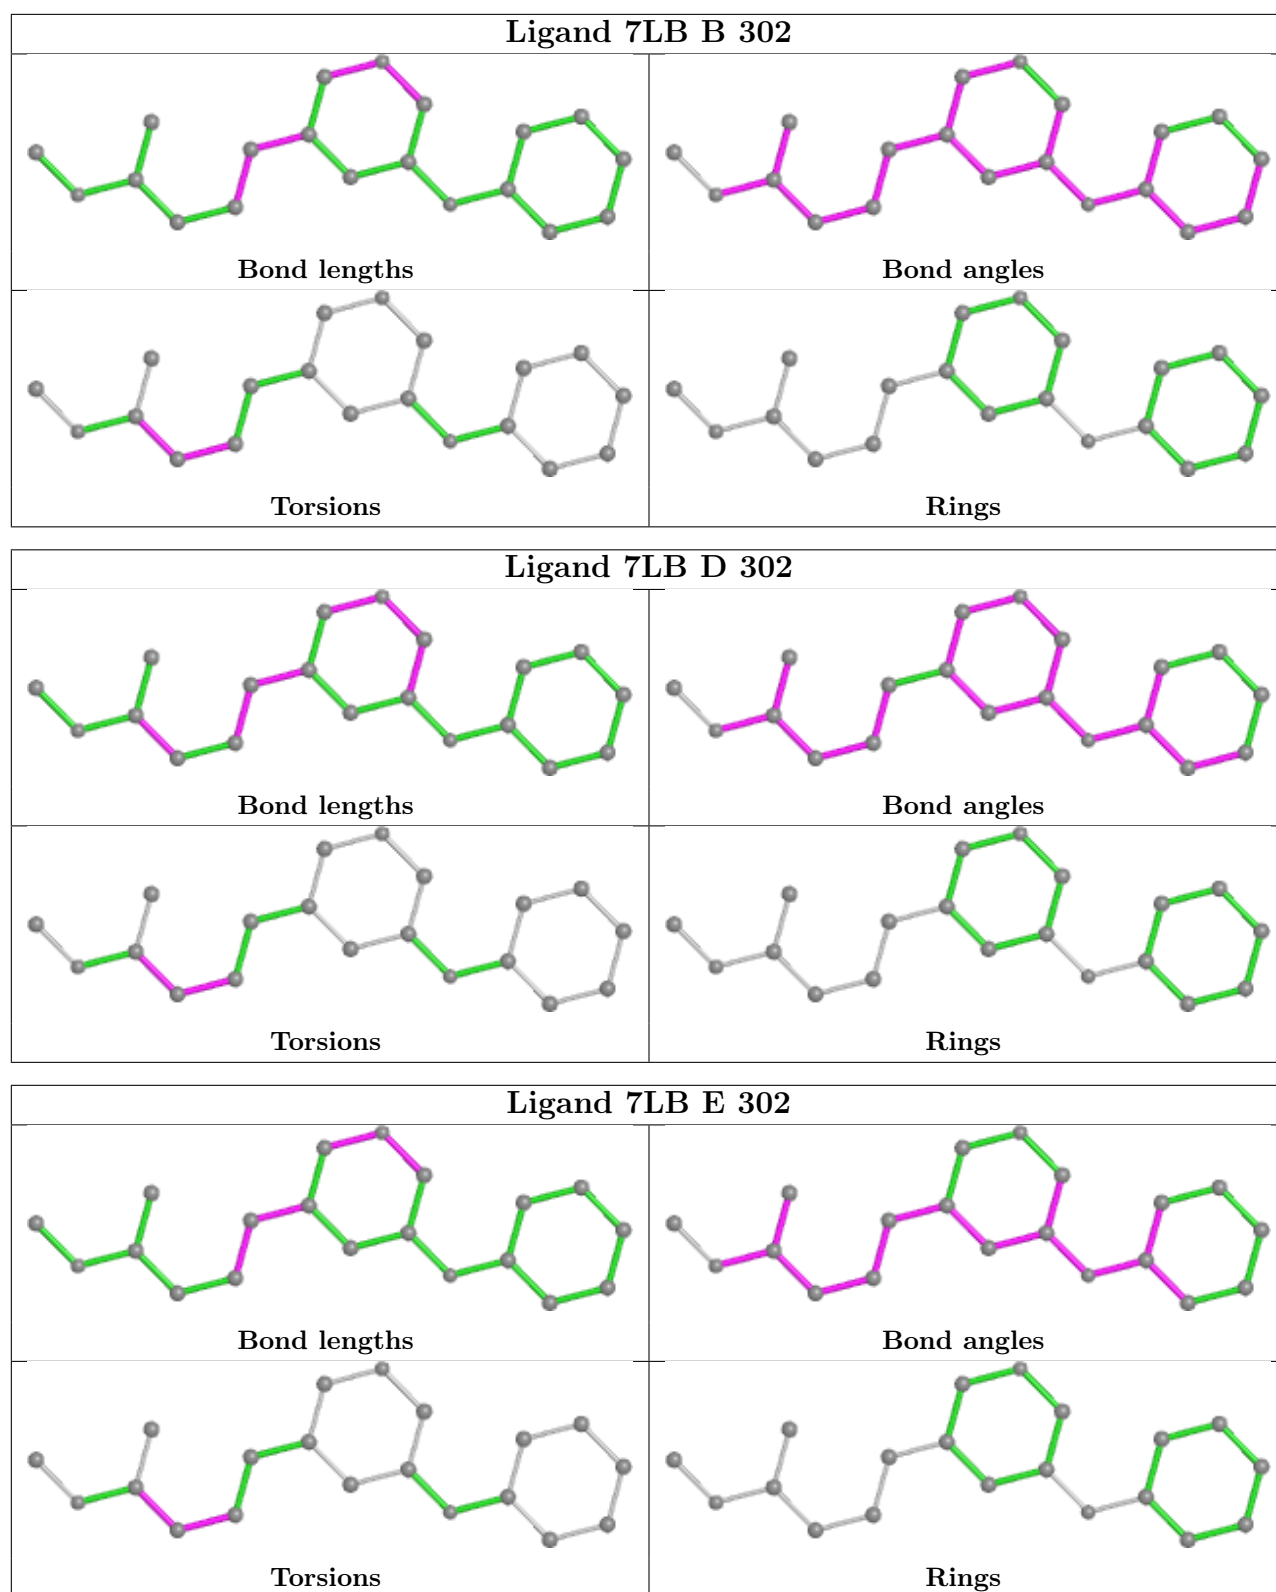 Ligand 7LB B 302
Bond lengths
Bond angles
Torsions
Rings
Ligand 7LB D 302
Bond lengths
Bond angles
Torsions
Rings
Ligand 7LB E 302
Bond lengths
Bond angles
Torsions
Rings